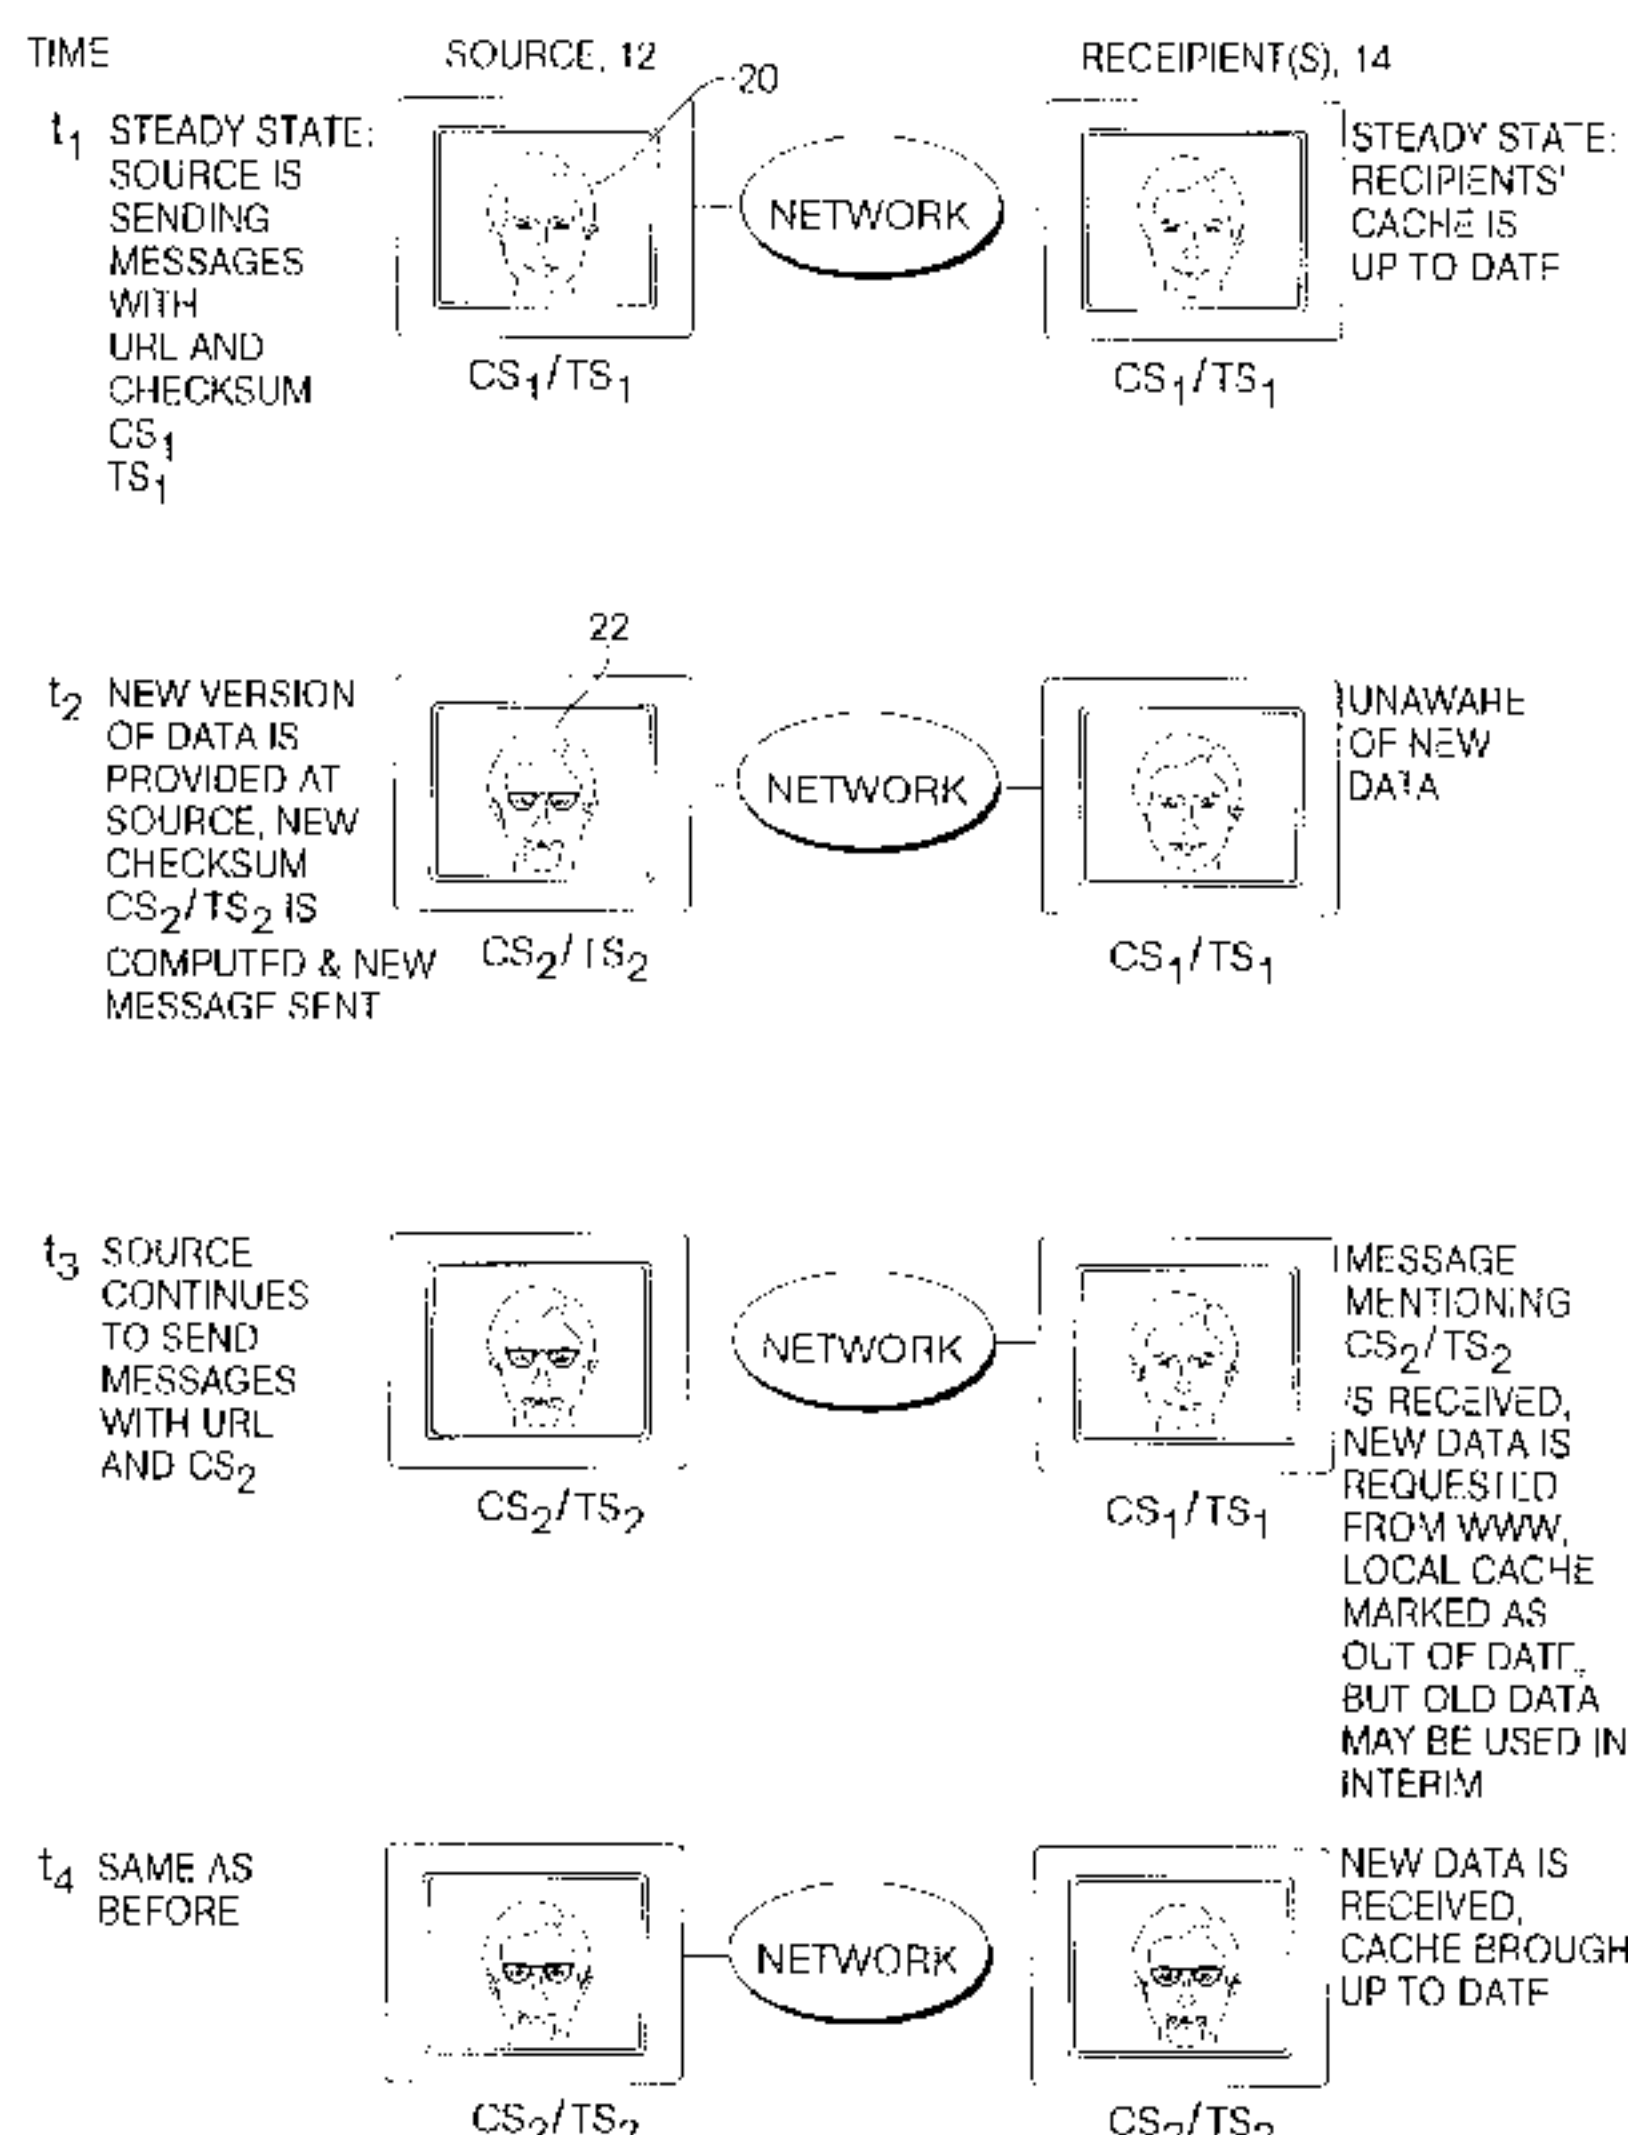 TIME
SOURCE, 12
RECEIPIENT(S), 14
20
t1 STEADY STATE:
SOURCE IS
SENDING
MESSAGES
WITH
URL AND
CHECKSUM
CS1
TS1
NETWORK
STEADY STATE:
RECIPIENTS'
CACHE IS
UP TO DATE
CS1/TS1
CS1/TS1
22
t2 NEW VERSION
OF DATA IS
PROVIDED AT
SOURCE, NEW
CHECKSUM
CS2/TS2 IS
COMPUTED & NEW
MESSAGE SENT
NETWORK
UNAWARE
OF NEW
DATA
CS2/TS2
CS1/TS1
t3 SOURCE
CONTINUES
TO SEND
MESSAGES
WITH URL
AND CS2
NETWORK
MESSAGE
MENTIONING
CS2/TS2
IS RECEIVED,
NEW DATA IS
REQUESTED
FROM WWW,
LOCAL CACHE
MARKED AS
OUT OF DATE,
BUT OLD DATA
MAY BE USED IN
INTERIM
CS2/TS2
CS1/TS1
t4 SAME AS
BEFORE
NETWORK
NEW DATA IS
RECEIVED,
CACHE BROUGH
UP TO DATE
CS2/TS2
CS2/TS2